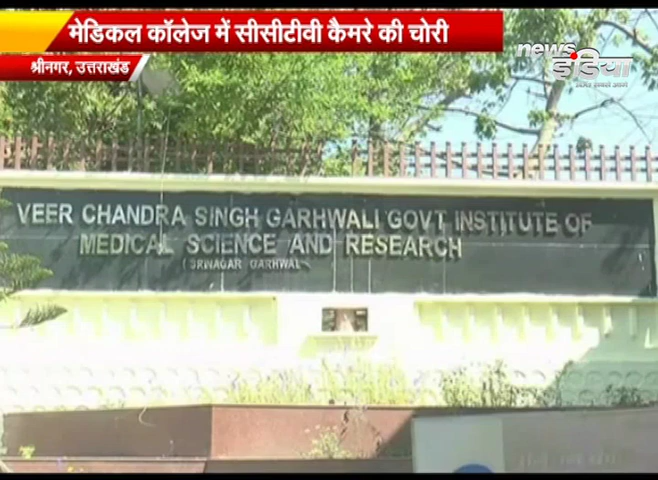 मेडिकल कॉलेज में सीसीटीवी कैमरे की चोरी
श्रीनगर, उत्तराखंड
news
इंडिया
VEER CHANDRA SINGH GARHWALI GOVT INSTITUTE OF
MEDICAL SCIENCE AND RESEARCH
( SRINAGAR GARHWAL